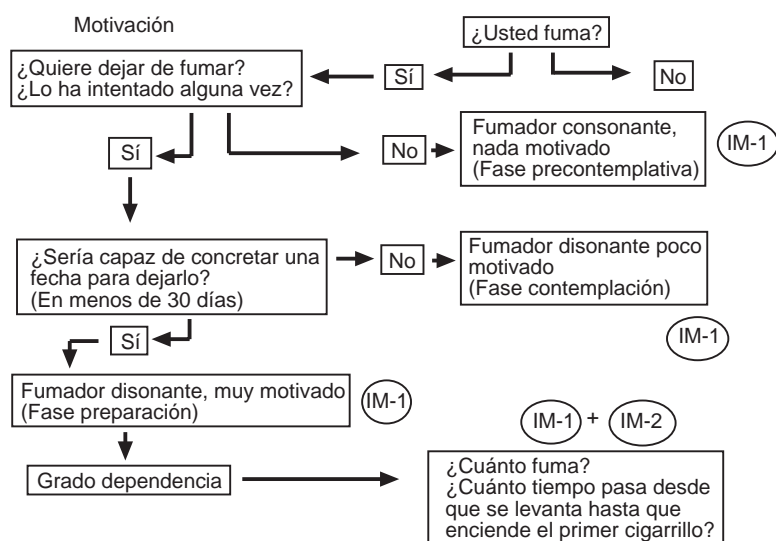 Motivación
¿Usted fuma?
¿Quiere dejar de fumar?
¿Lo ha intentado alguna vez?
Sí
No
Sí
No
Fumador consonante,
nada motivado
(Fase precontemplativa)
IM-1
¿Sería capaz de concretar una
fecha para dejarlo?
(En menos de 30 días)
No
Fumador disonante poco
motivado
(Fase contemplación)
IM-1
Sí
Fumador disonante, muy motivado
(Fase preparación)
IM-1
IM-1 + IM-2
Grado dependencia
¿Cuánto fuma?
¿Cuánto tiempo pasa desde
que se levanta hasta que
enciende el primer cigarrillo?